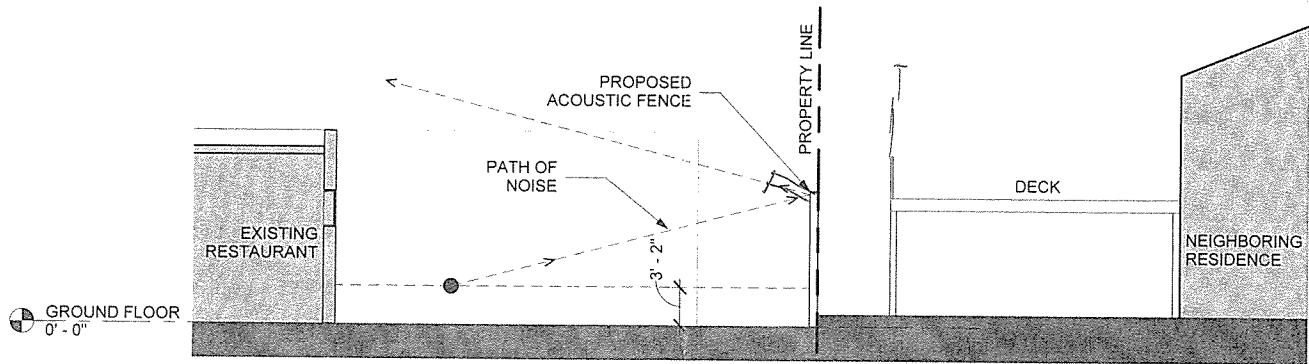 PROPOSED
ACOUSTIC FENCE
PROPERTY LINE
PATH OF
NOISE
DECK
EXISTING
RESTAURANT
3' - 2"
NEIGHBORING
RESIDENCE
GROUND FLOOR
0' - 0"